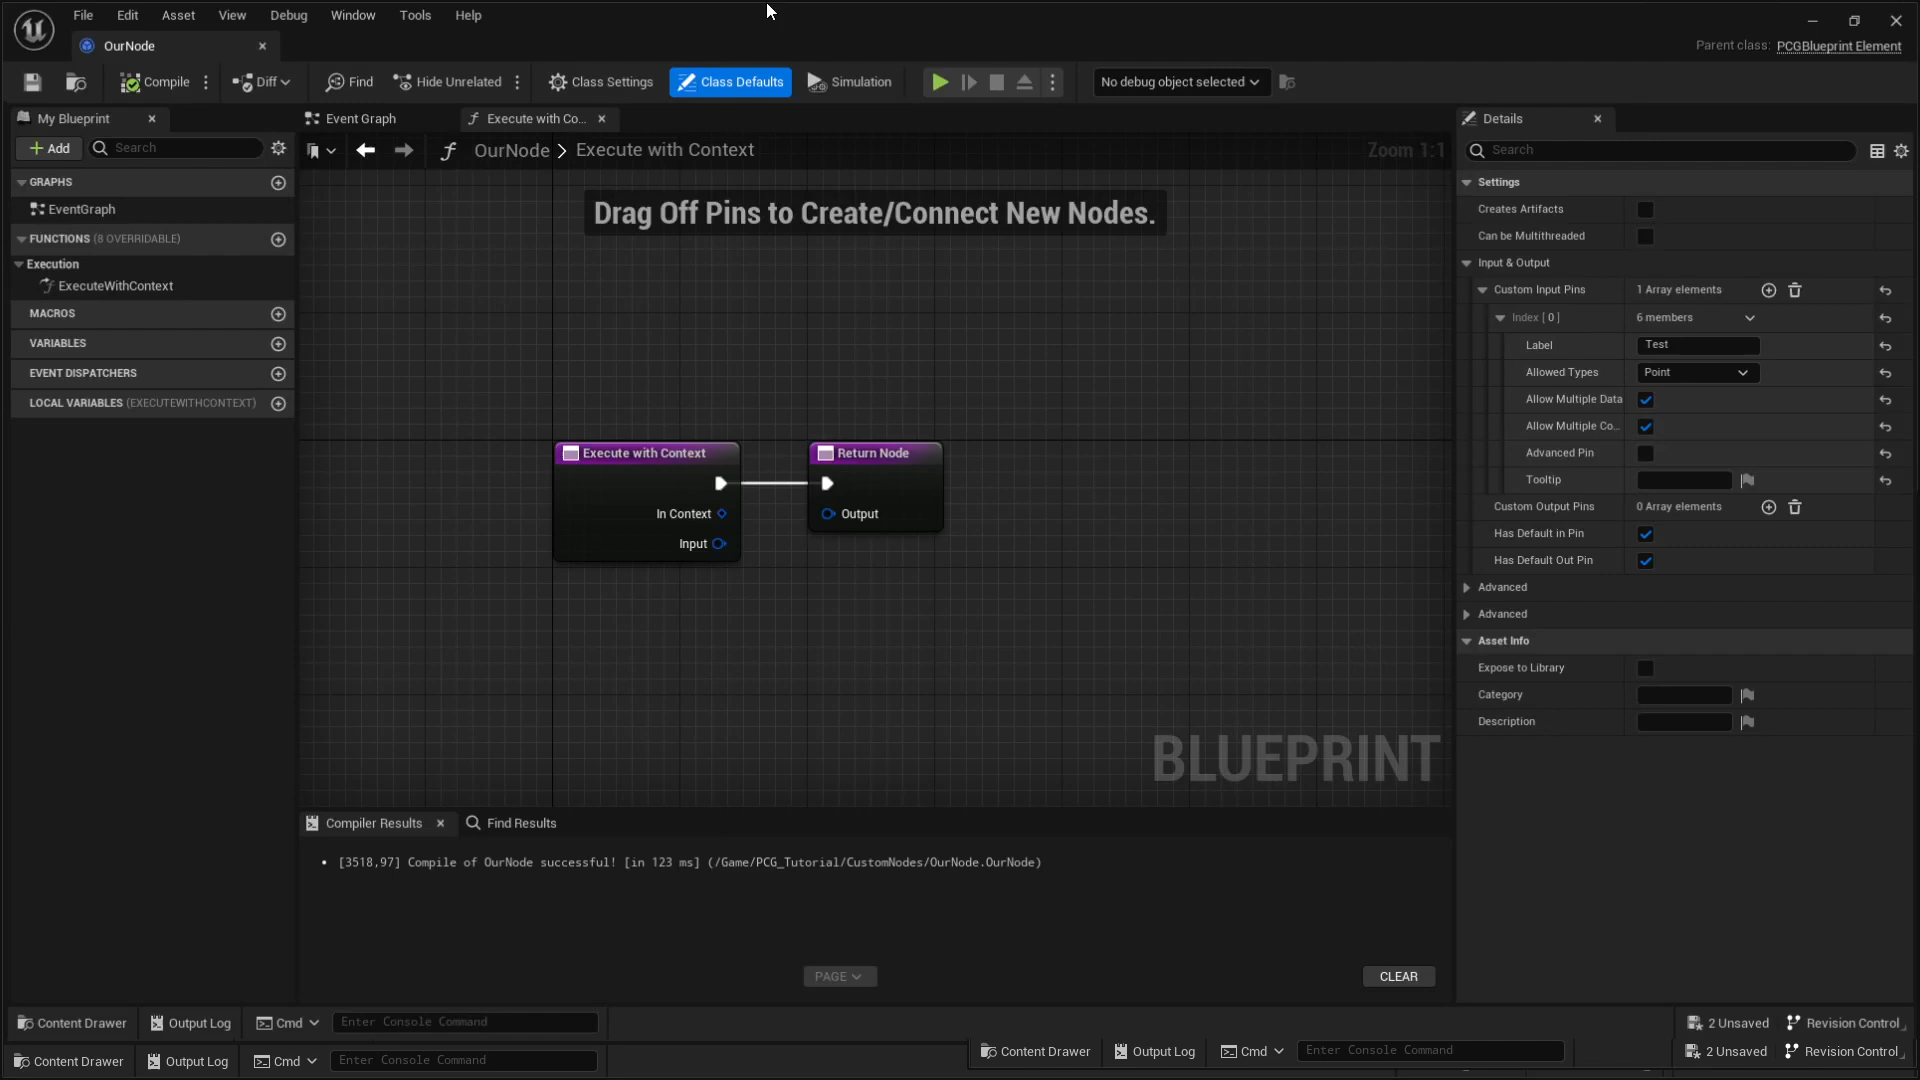 File Edit Asset View Debug Window Tools Help
OurNode
Parent class: PCGBlueprint Element
Compile Diff Find Hide Unrelated Class Settings Class Defaults Simulation No debug object selected
My Blueprint
Event Graph
Execute with Co...
Details
Add
Search
OurNode > Execute with Context
Zoom 1:1
Search
GRAPHS
EventGraph
FUNCTIONS (8 OVERRIDABLE)
Execution
ExecuteWithContext
MACROS
VARIABLES
EVENT DISPATCHERS
LOCAL VARIABLES (EXECUTEWITHCONTEXT)
Drag Off Pins to Create/Connect New Nodes.
Execute with Context
In Context
Input
Return Node
Output
BLUEPRINT
Settings
Creates Artifacts
Can be Multithreaded
Input & Output
Custom Input Pins 1 Array elements
Index [ 0 ] 6 members
Label Test
Allowed Types Point
Allow Multiple Data
Allow Multiple Co...
Advanced Pin
Tooltip
Custom Output Pins 0 Array elements
Has Default in Pin
Has Default Out Pin
Advanced
Advanced
Asset Info
Expose to Library
Category
Description
Compiler Results
Find Results
[3518,97] Compile of OurNode successful! [in 123 ms] (/Game/PCG_Tutorial/CustomNodes/OurNode.OurNode)
PAGE
CLEAR
Content Drawer Output Log Cmd Enter Console Command 2 Unsaved Revision Control
Content Drawer Output Log Cmd Enter Console Command
Content Drawer Output Log Cmd Enter Console Command 2 Unsaved Revision Control